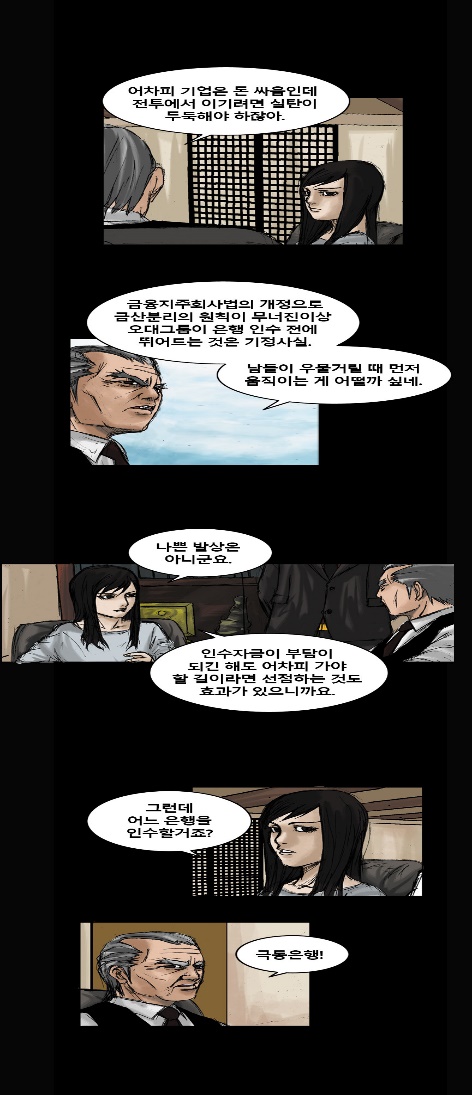 어차피 기업은 돈 싸움인데
전투에서 이기려면 실탄이
두둑해야 하잖아.
금융지주회사법의 개정으로
금산분리의 원칙이 무너진이상
오대그룹이 은행 인수 전에
뛰어드는 것은 기정사실.
남들이 우물거릴 때 먼저
움직이는 게 어떨까 싶네.
나쁜 발상은
아니군요.
인수자금이 부담이
되긴 해도 어차피 가야
할 길이라면 선점하는 것도
효과가 있으니까요.
그런데
어느 은행을
인수할거죠?
극동은행!